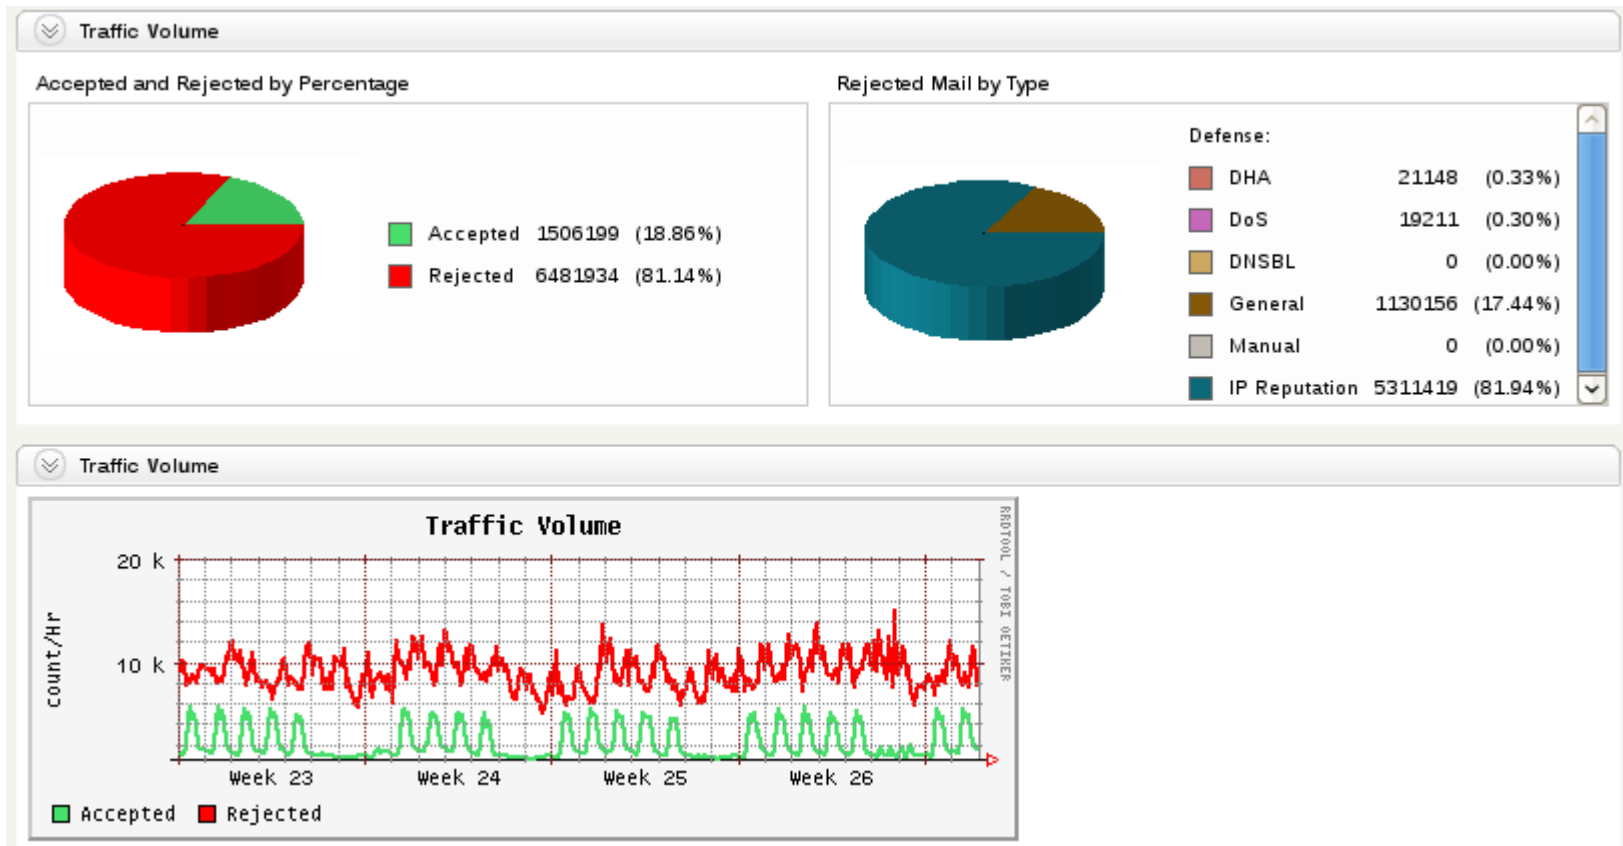 Traffic Volume
Accepted and Rejected by Percentage
Accepted 1506199 (18.86%)
Rejected 6481934 (81.14%)
Rejected Mail by Type
Defense:
DHA 21148 (0.33%)
DoS 19211 (0.30%)
DNSBL 0 (0.00%)
General 1130156 (17.44%)
Manual 0 (0.00%)
IP Reputation 5311419 (81.94%)
Traffic Volume
Traffic Volume
RRDTOOL / TOBI OETIKER
count/Hr
20 k
10 k
Week 23 Week 24 Week 25 Week 26
Accepted Rejected